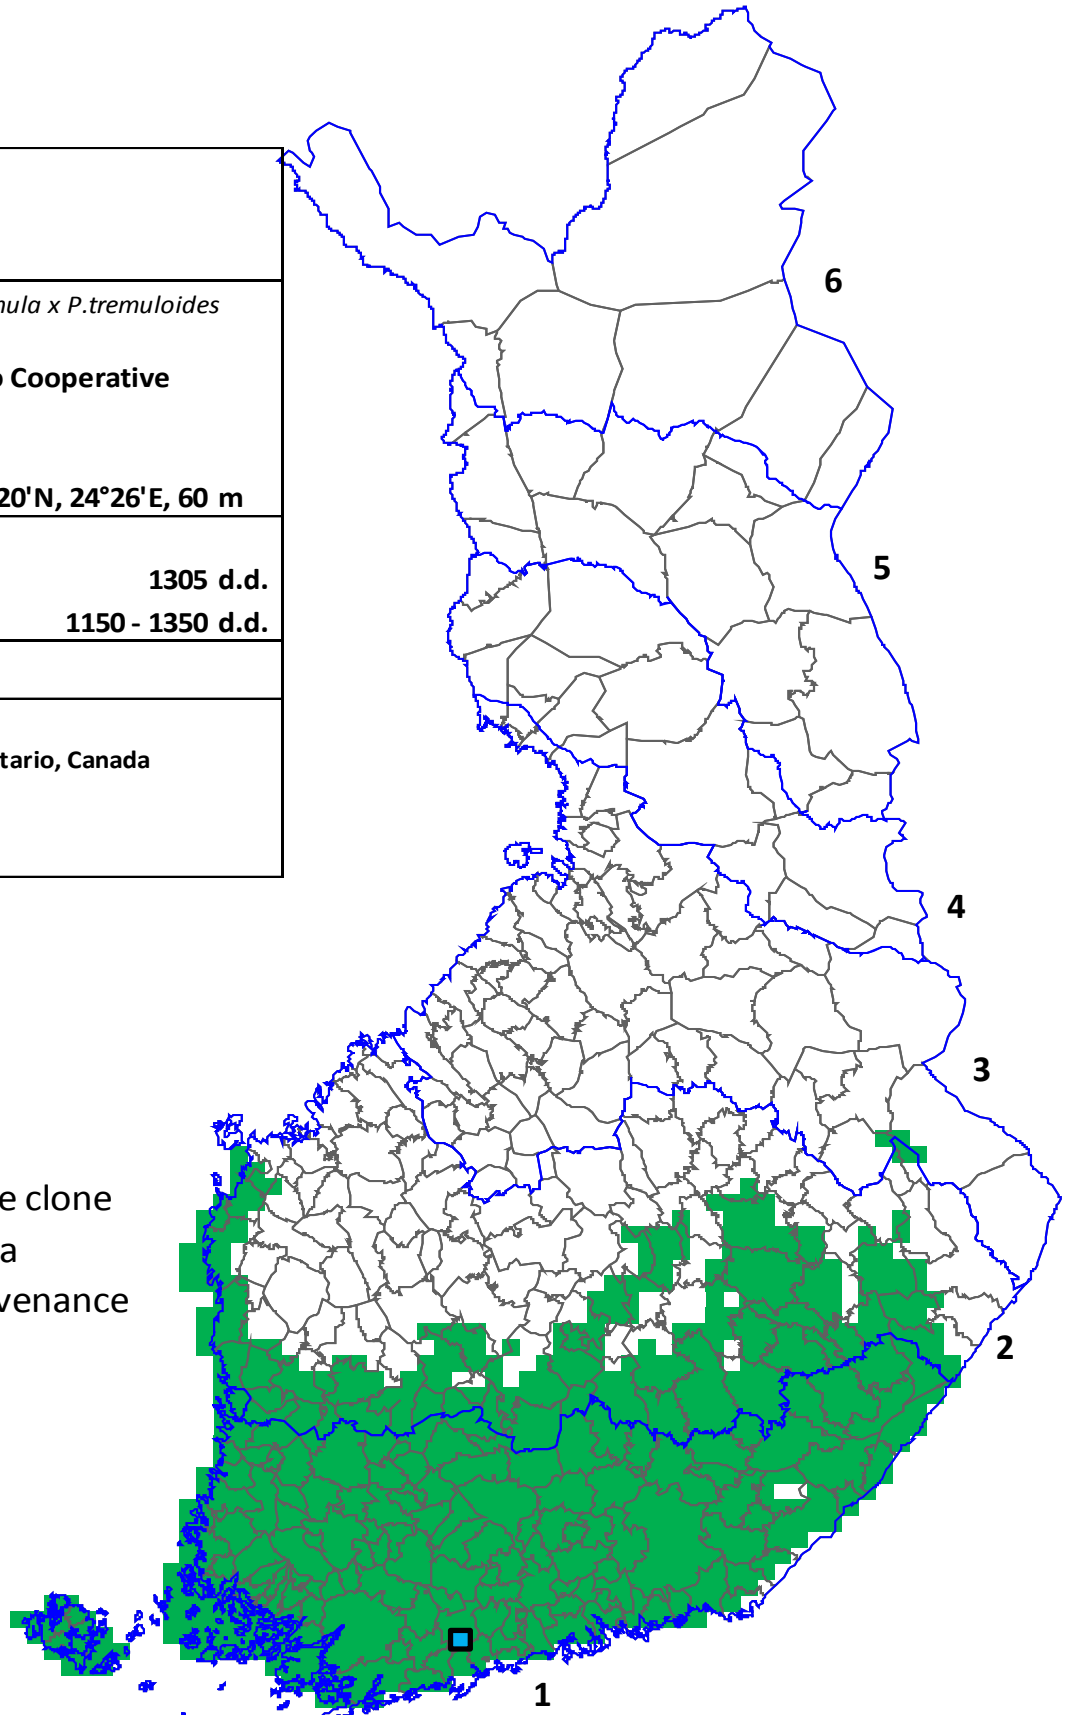 nula x P.tremuloides
o Cooperative
20'N, 24°26'E, 60 m
1305 d.d.
1150 - 1350 d.d.
tario, Canada
e clone
a
venance
6
5
4
3
2
1